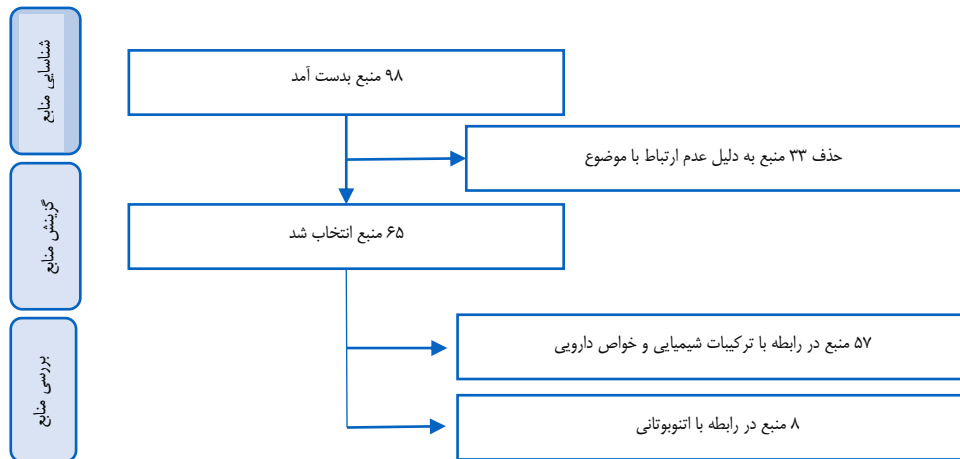 شناسایی منابع
۹۸ منبع بدست آمد
حذف ۳۳ منبع به دلیل عدم ارتباط با موضوع
گزینش منابع
۶۵ منبع انتخاب شد
بررسی منابع
۵۷ منبع در رابطه با ترکیبات شیمیایی و خواص دارویی
۸ منبع در رابطه با اتنوبوتانی